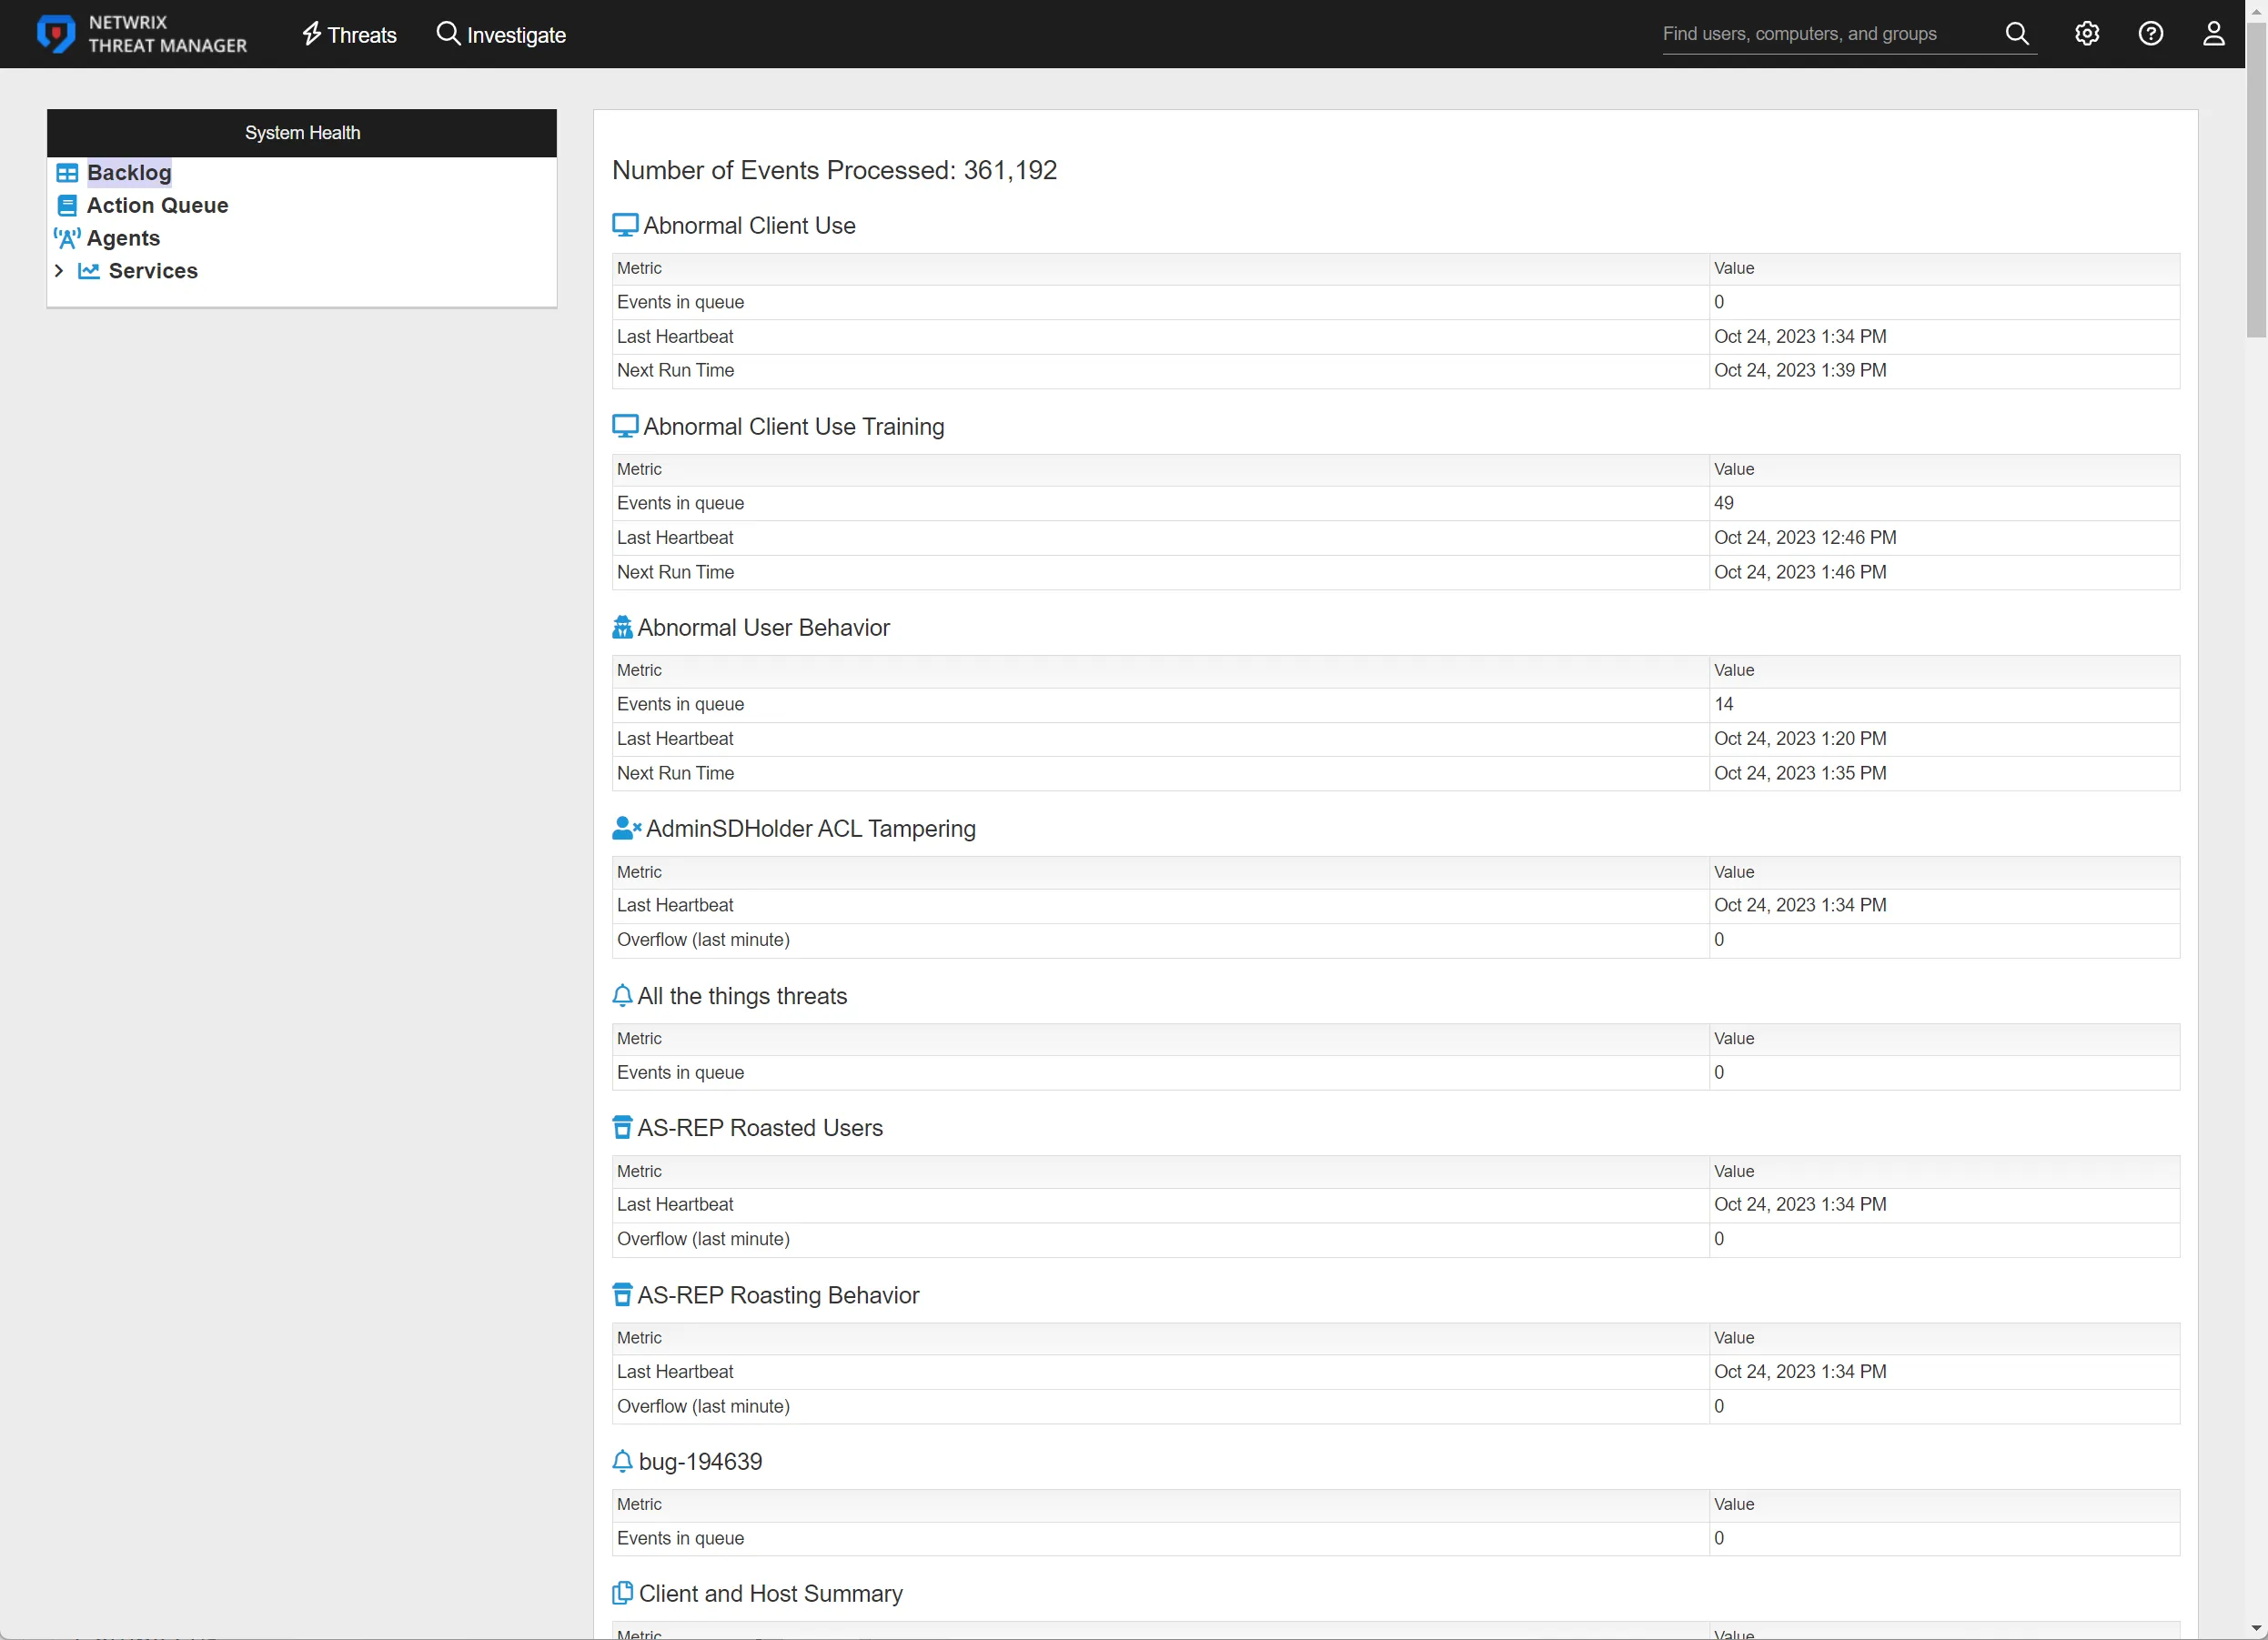 NETWRIX
THREAT MANAGER
Threats
Investigate
Find users, computers, and groups
System Health
Backlog
Action Queue
Agents
Services
Number of Events Processed: 361,192
Abnormal Client Use
Metric Value
Events in queue 0
Last Heartbeat Oct 24, 2023 1:34 PM
Next Run Time Oct 24, 2023 1:39 PM
Abnormal Client Use Training
Metric Value
Events in queue 49
Last Heartbeat Oct 24, 2023 12:46 PM
Next Run Time Oct 24, 2023 1:46 PM
Abnormal User Behavior
Metric Value
Events in queue 14
Last Heartbeat Oct 24, 2023 1:20 PM
Next Run Time Oct 24, 2023 1:35 PM
AdminSDHolder ACL Tampering
Metric Value
Last Heartbeat Oct 24, 2023 1:34 PM
Overflow (last minute) 0
All the things threats
Metric Value
Events in queue 0
AS-REP Roasted Users
Metric Value
Last Heartbeat Oct 24, 2023 1:34 PM
Overflow (last minute) 0
AS-REP Roasting Behavior
Metric Value
Last Heartbeat Oct 24, 2023 1:34 PM
Overflow (last minute) 0
bug-194639
Metric Value
Events in queue 0
Client and Host Summary
Metric Value